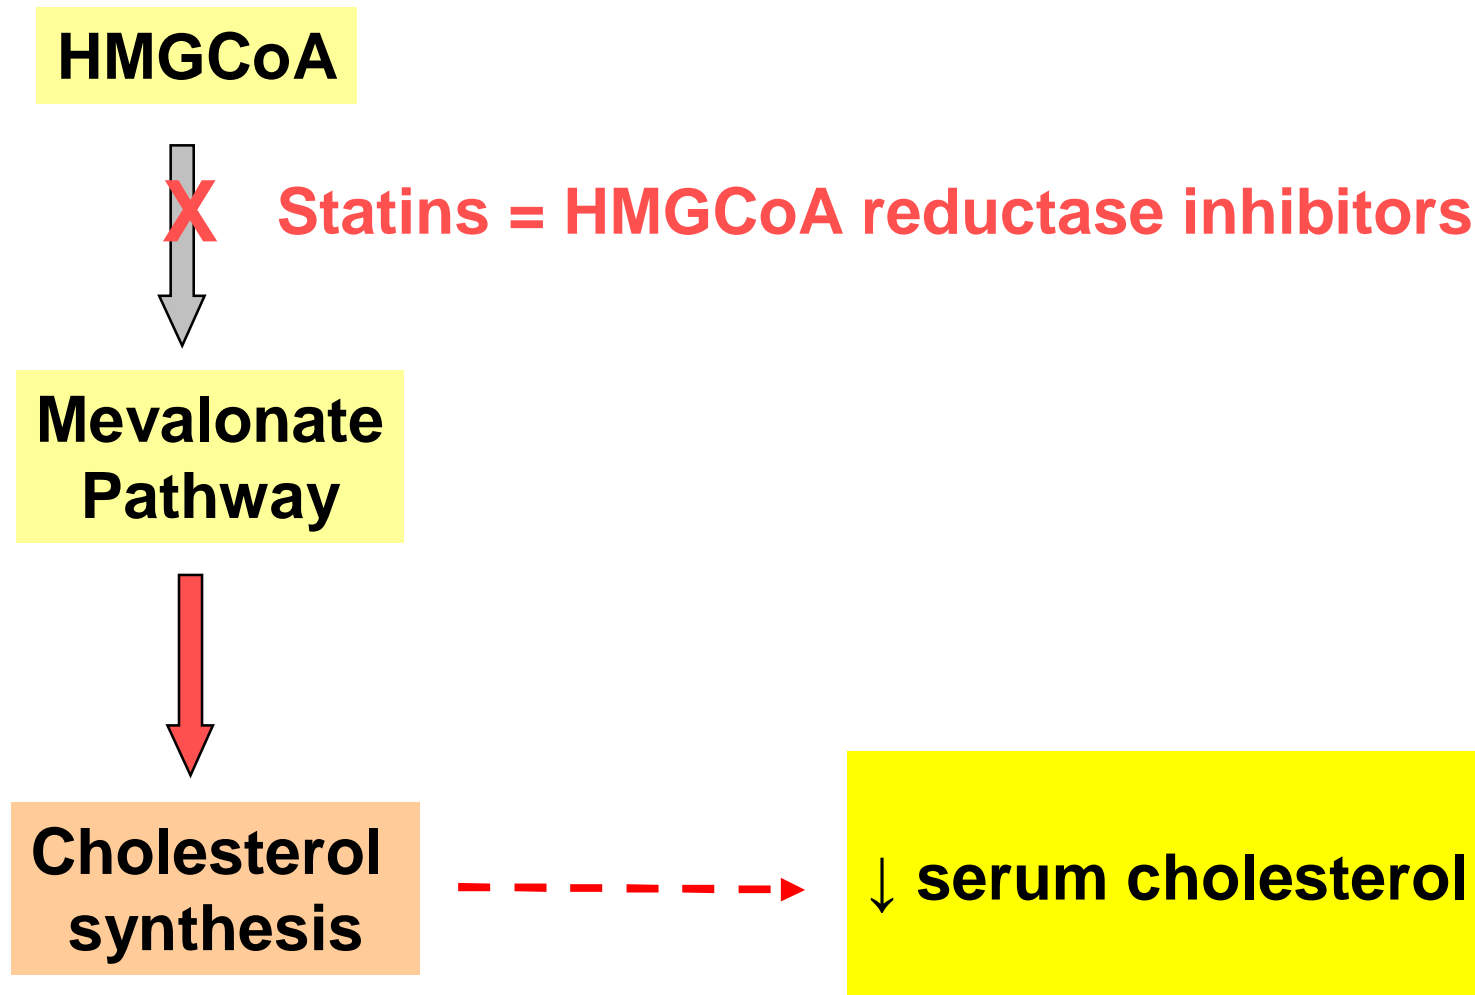 HMGCoA
X Statins = HMGCoA reductase inhibitors
Mevalonate
Pathway
Cholesterol
synthesis
↓ serum cholesterol